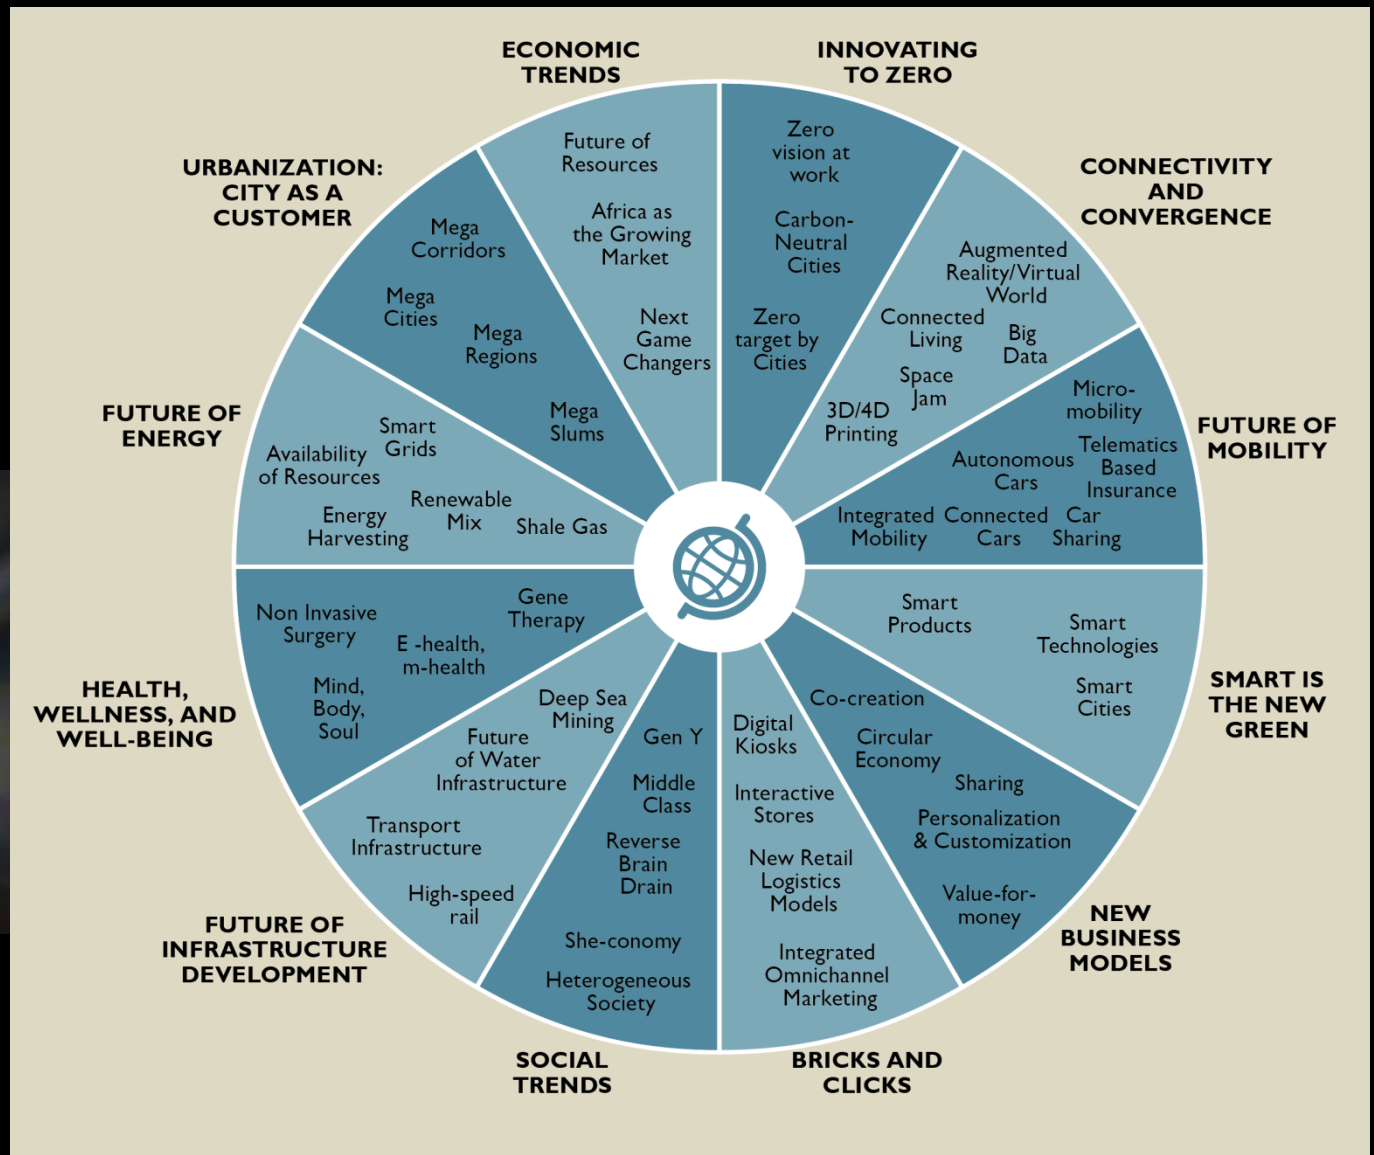 ECONOMIC
TRENDS
Future of
Resources
Africa as
the Growing
Market
Next
Game
Changers
INNOVATING
TO ZERO
Zero
vision at
work
Carbon-
Neutral
Cities
Zero
target by
Cities
CONNECTIVITY
AND
CONVERGENCE
Augmented
Reality/Virtual
World
Connected
Living
Big
Data
Space
Jam
3D/4D
Printing
FUTURE OF
MOBILITY
Micro-
mobility
Telematics
Based
Insurance
Autonomous
Cars
Integrated
Mobility
Connected
Cars
Car
Sharing
SMART IS
THE NEW
GREEN
Smart
Products
Smart
Technologies
Smart
Cities
NEW
BUSINESS
MODELS
Co-creation
Circular
Economy
Sharing
Personalization
& Customization
Value-for-
money
BRICKS AND
CLICKS
Digital
Kiosks
Interactive
Stores
New Retail
Logistics
Models
Integrated
Omnichannel
Marketing
SOCIAL
TRENDS
Gen Y
Middle
Class
Reverse
Brain
Drain
She-conomy
Heterogeneous
Society
FUTURE OF
INFRASTRUCTURE
DEVELOPMENT
Deep Sea
Mining
Future
of Water
Infrastructure
Transport
Infrastructure
High-speed
rail
HEALTH,
WELLNESS, AND
WELL-BEING
Gene
Therapy
Non Invasive
Surgery
E -health,
m-health
Mind,
Body,
Soul
FUTURE OF
ENERGY
Smart
Grids
Availability
of Resources
Renewable
Mix
Energy
Harvesting
Shale Gas
URBANIZATION:
CITY AS A
CUSTOMER
Mega
Corridors
Mega
Cities
Mega
Regions
Mega
Slums